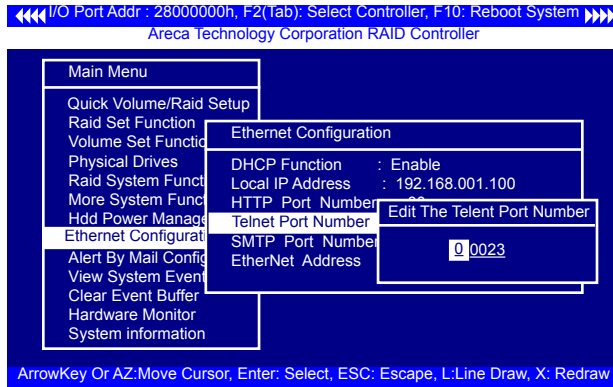 I/O Port Addr : 28000000h, F2(Tab): Select Controller, F10: Reboot System
Areca Technology Corporation RAID Controller
Main Menu
Quick Volume/Raid Setup
Raid Set Function
Volume Set Functio
Physical Drives
Raid System Funct
More System Func
Hdd Power Manage
Ethernet Configurati
Alert By Mail Config
View System Event
Clear Event Buffer
Hardware Monitor
System information
Ethernet Configuration
DHCP Function : Enable
Local IP Address : 192.168.001.100
HTTP Port Number
Telnet Port Number
SMTP Port Number
EtherNet Address
Edit The Telent Port Number
0 0023
ArrowKey Or AZ:Move Cursor, Enter: Select, ESC: Escape, L:Line Draw, X: Redraw